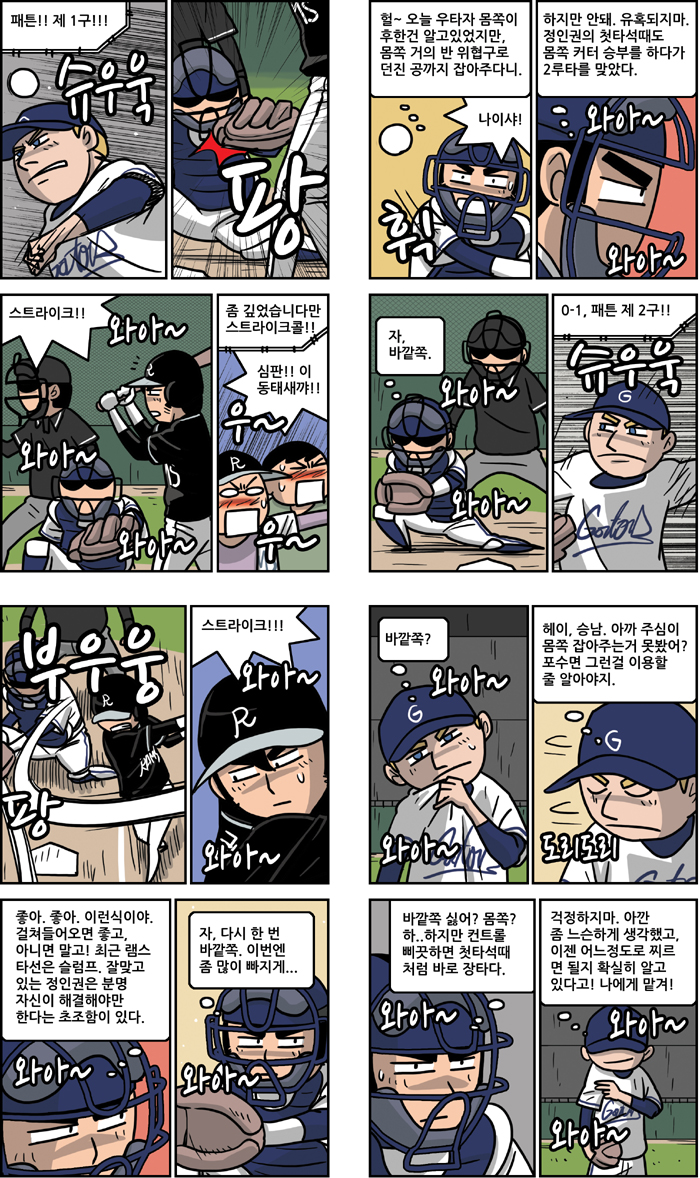 패튼!! 제 1구!!!
슈우욱
Gators
팡
스트라이크!!
와아~
R
와아~
와아~
좀 깊었습니다만
스트라이크콜!!
심판!! 이
동태새꺄!!
우~
R
우~
헐~ 오늘 우타자 몸쪽이
후한건 알고있었지만,
몸쪽 거의 반 위협구로
던진 공까지 잡아주다니.
나이샤!
휙
하지만 안돼. 유혹되지마.
정인권의 첫타석때도
몸쪽 커터 승부를 하다가
2루타를 맞았다.
와아~
와아~
자,
바깥쪽.
와아~
와아~
0-1, 패튼 제 2구!!
슈우욱
G
Gators
부우웅
팡
스트라이크!!!
와아~
R
와아~
좋아. 좋아. 이런식이야.
걸쳐들어오면 좋고,
아니면 말고! 최근 램스
타선은 슬럼프. 잘맞고
있는 정인권은 분명
자신이 해결해야만
한다는 초조함이 있다.
와아~
자, 다시 한 번
바깥쪽. 이번엔
좀 많이 빠지게...
와아~
바깥쪽?
와아~
G
와아~
헤이, 승남. 아까 주심이
몸쪽 잡아주는거 못봤어?
포수면 그런걸 이용할
줄 알아야지.
G
도리도리
바깥쪽 싫어? 몸쪽?
하..하지만 컨트롤
삐끗하면 첫타석때
처럼 바로 장타다.
와아~
걱정하지마. 아깐
좀 느슨하게 생각했고,
이젠 어느정도로 찌르
면 될지 확실히 알고
있다고! 나에게 맡겨!
와아~
와아~